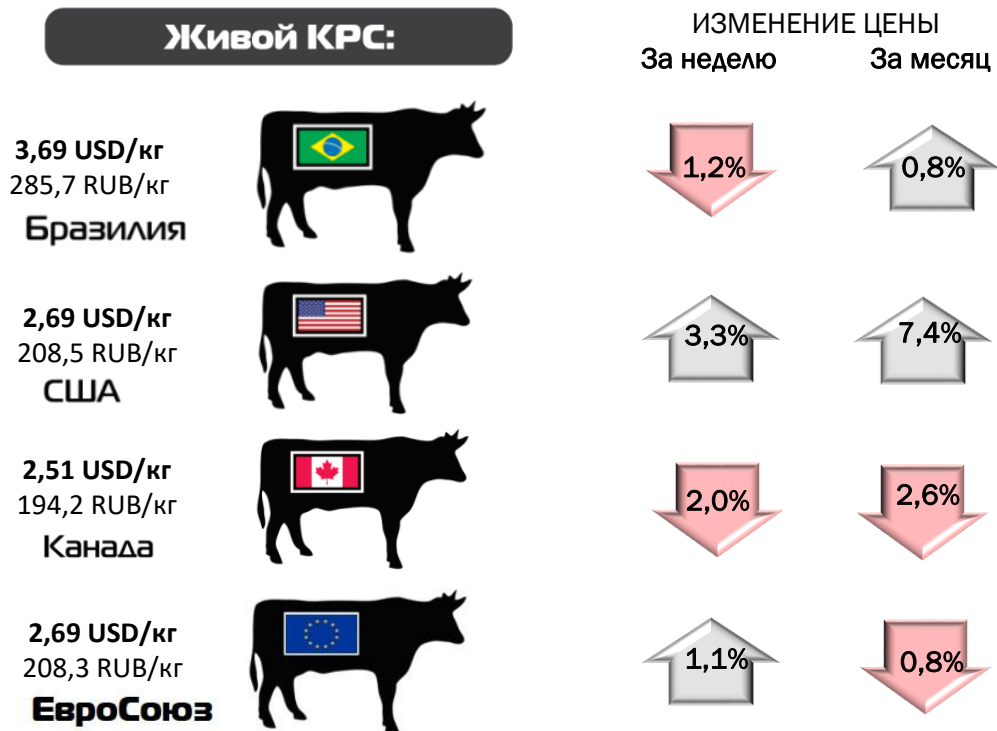 Живой КРС:
ИЗМЕНЕНИЕ ЦЕНЫ
За неделю За месяц
3,69 USD/кг
285,7 RUB/кг
Бразилия
1,2% 0,8%
2,69 USD/кг
208,5 RUB/кг
США
3,3% 7,4%
2,51 USD/кг
194,2 RUB/кг
Канада
2,0% 2,6%
2,69 USD/кг
208,3 RUB/кг
ЕвроСоюз
1,1% 0,8%